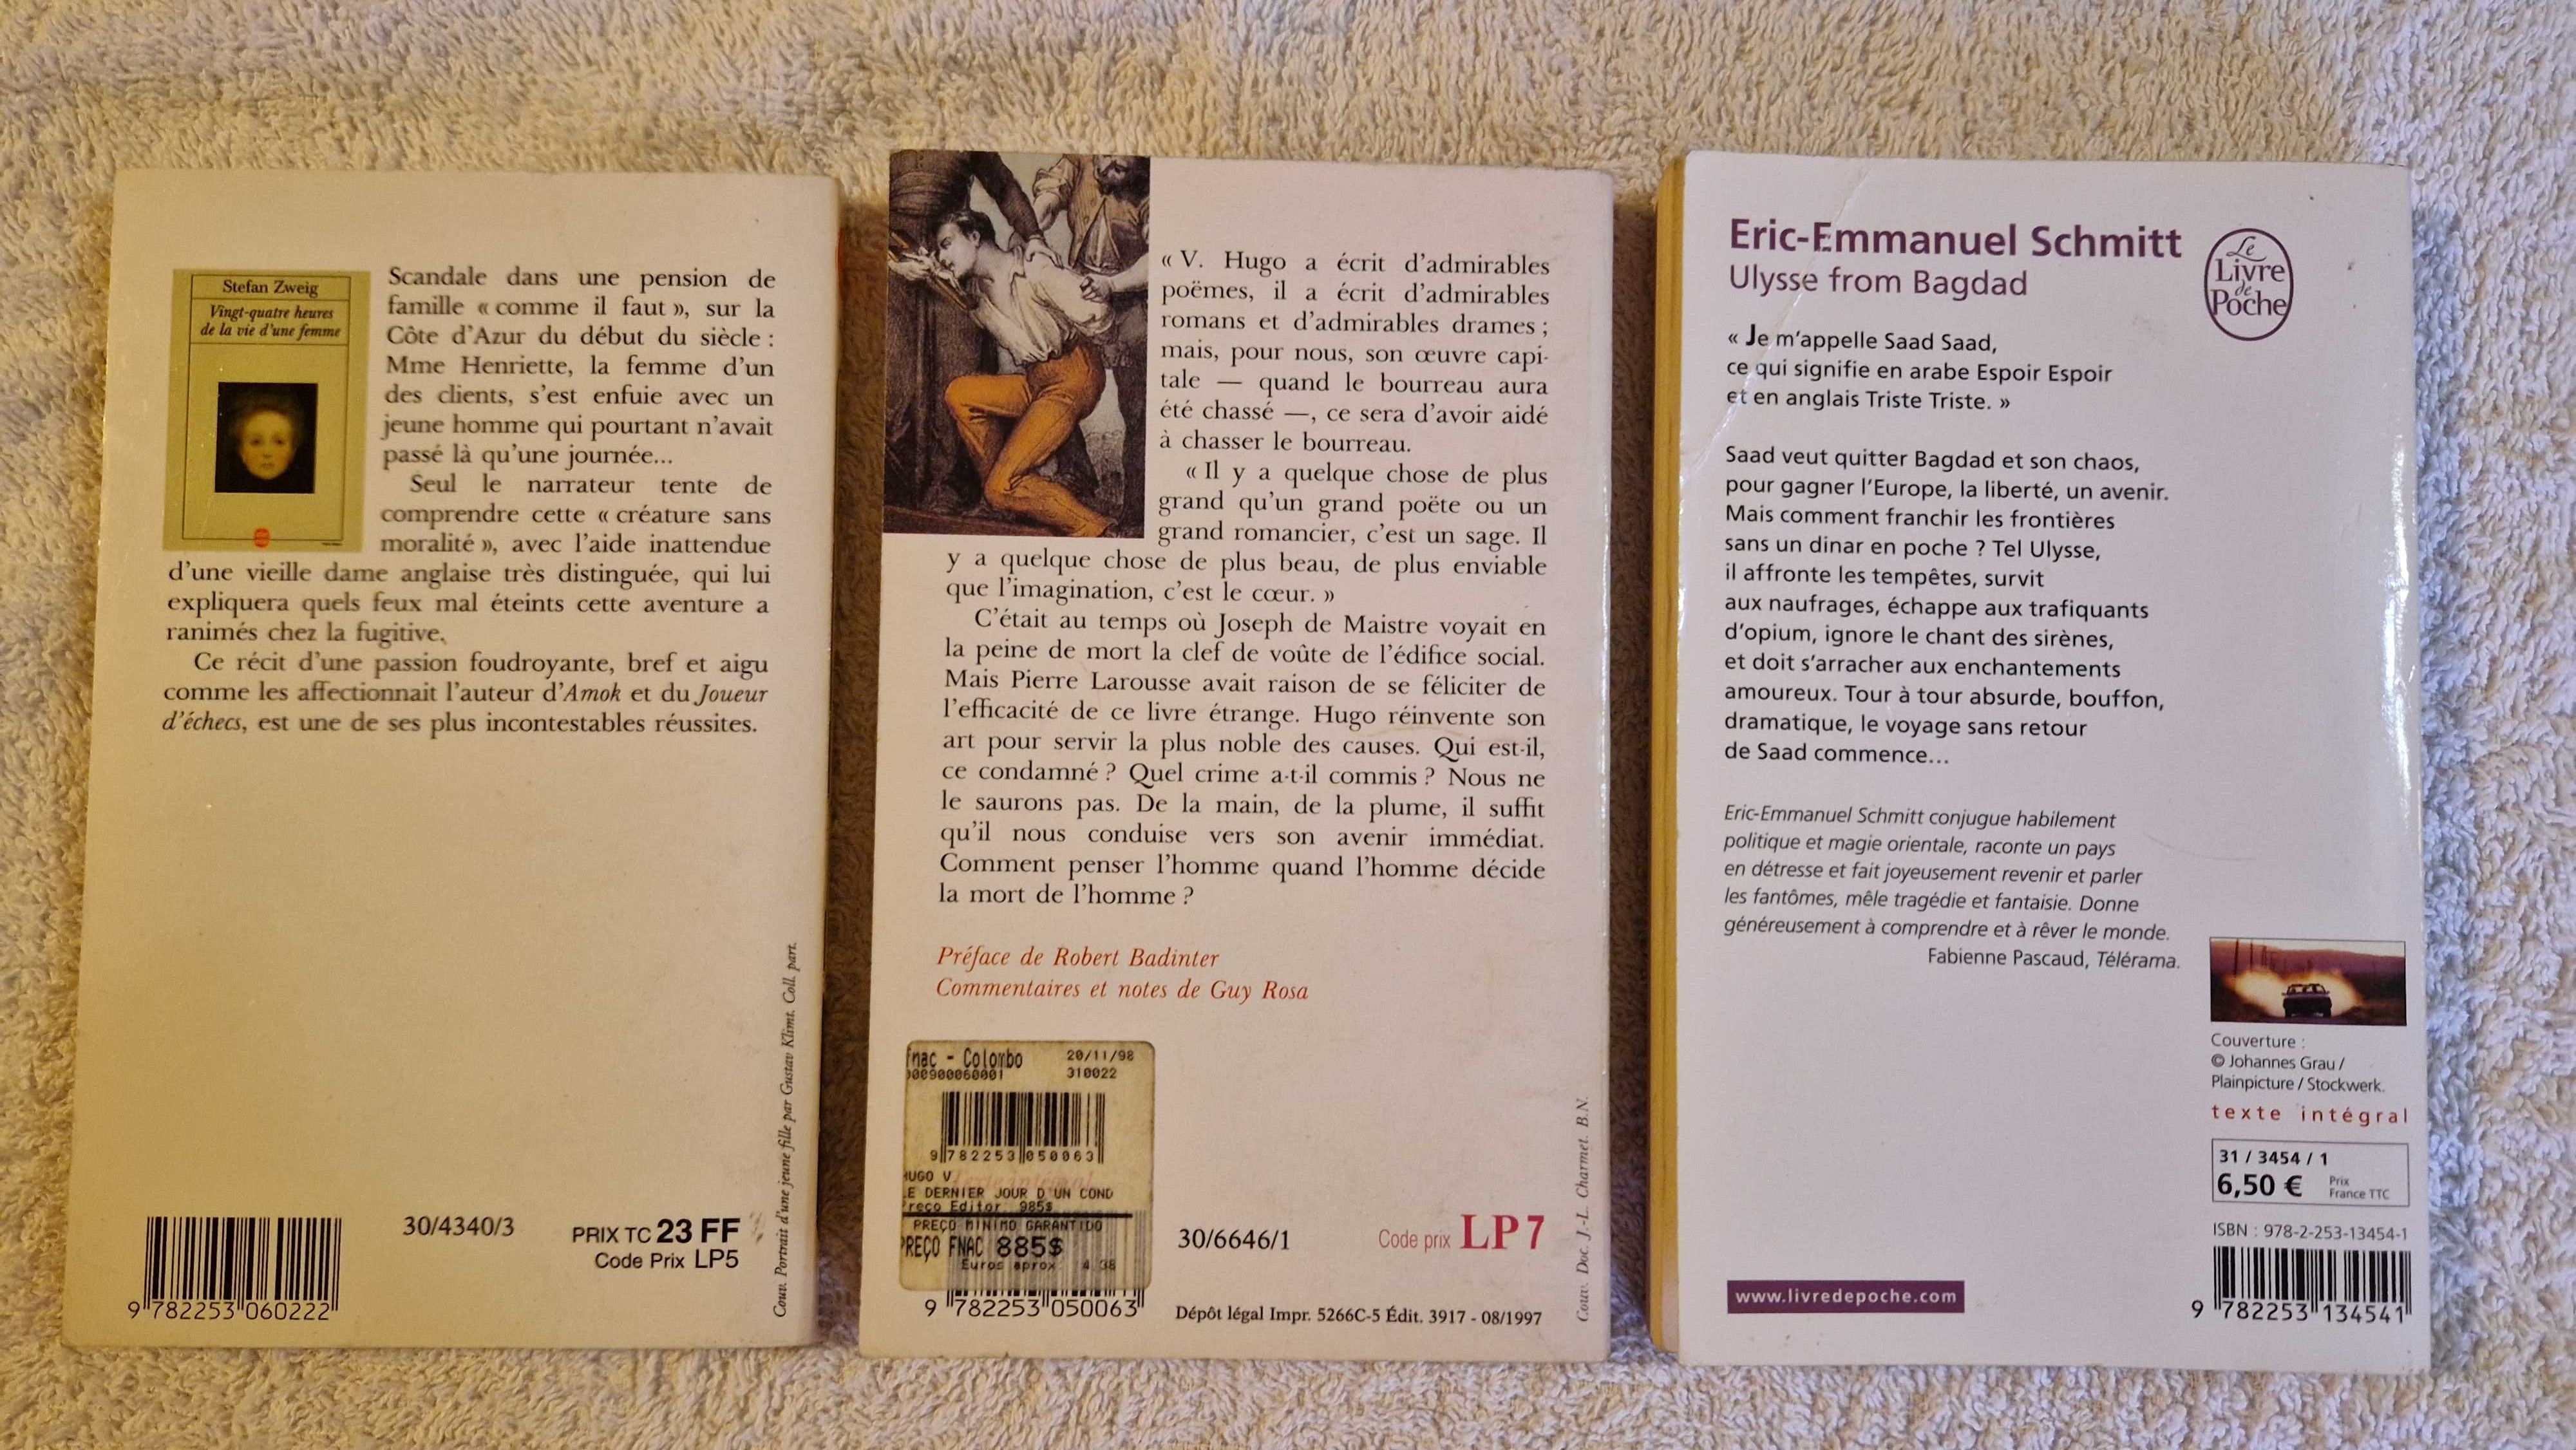 Stefan Zweig
Vingt-quatre heures
de la vie d'une femme
Scandale dans une pension de
famille « comme il faut », sur la
Côte d'Azur du début du siècle :
Mme Henriette, la femme d'un
des clients, s'est enfuie avec un
jeune homme qui pourtant n'avait
passé là qu'une journée...
Seul le narrateur tente de
comprendre cette « créature sans
moralité », avec l'aide inattendue
d'une vieille dame anglaise très distinguée, qui lui
expliquera quels feux mal éteints cette aventure a
ranimés chez la fugitive.
Ce récit d'une passion foudroyante, bref et aigu
comme les affectionnait l'auteur d'Amok et du Joueur
d'échecs, est une de ses plus incontestables réussites.
Couv. Portrait d'une jeune fille par Gustav Klimt. Coll. part.
30/4340/3
PRIX TC 23 FF
Code Prix LP5
9 782253 060222
« V. Hugo a écrit d'admirables
poëmes, il a écrit d'admirables
romans et d'admirables drames ;
mais, pour nous, son œuvre capi-
tale — quand le bourreau aura
été chassé —, ce sera d'avoir aidé
à chasser le bourreau.
« Il y a quelque chose de plus
grand qu'un grand poëte ou un
grand romancier, c'est un sage. Il
y a quelque chose de plus beau, de plus enviable
que l'imagination, c'est le cœur. »
C'était au temps où Joseph de Maistre voyait en
la peine de mort la clef de voûte de l'édifice social.
Mais Pierre Larousse avait raison de se féliciter de
l'efficacité de ce livre étrange. Hugo réinvente son
art pour servir la plus noble des causes. Qui est-il,
ce condamné ? Quel crime a-t-il commis ? Nous ne
le saurons pas. De la main, de la plume, il suffit
qu'il nous conduise vers son avenir immédiat.
Comment penser l'homme quand l'homme décide
la mort de l'homme ?
Préface de Robert Badinter
Commentaires et notes de Guy Rosa
fnac - Colombo 20/11/98
000900060001 310022
9 782253 050063
HUGO V
LE DERNIER JOUR D UN COND
Preço Editor 985$
PREÇO MINIMO GARANTIDO
PREÇO FNAC 885$
Euros aprox 4.38
30/6646/1
Code prix LP7
9 782253 050063
Dépôt légal Impr. 5266C-5 Édit. 3917 - 08/1997
Couv. Doc. J.-L. Charmet. B.N.
Eric-Emmanuel Schmitt
Ulysse from Bagdad
Le
Livre
de
Poche
« Je m'appelle Saad Saad,
ce qui signifie en arabe Espoir Espoir
et en anglais Triste Triste. »
Saad veut quitter Bagdad et son chaos,
pour gagner l'Europe, la liberté, un avenir.
Mais comment franchir les frontières
sans un dinar en poche ? Tel Ulysse,
il affronte les tempêtes, survit
aux naufrages, échappe aux trafiquants
d'opium, ignore le chant des sirènes,
et doit s'arracher aux enchantements
amoureux. Tour à tour absurde, bouffon,
dramatique, le voyage sans retour
de Saad commence...
Eric-Emmanuel Schmitt conjugue habilement
politique et magie orientale, raconte un pays
en détresse et fait joyeusement revenir et parler
les fantômes, mêle tragédie et fantaisie. Donne
généreusement à comprendre et à rêver le monde.
Fabienne Pascaud, Télérama.
Couverture :
© Johannes Grau /
Plainpicture / Stockwerk.
texte intégral
31 / 3454 / 1
6,50 € Prix
France TTC
ISBN : 978-2-253-13454-1
www.livredepoche.com
9 782253 134541